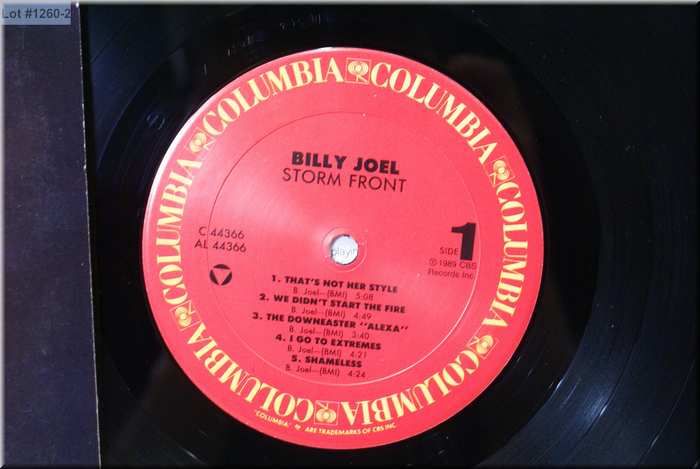 Lot #1260-2
COLUMBIA COLUMBIA COLUMBIA COLUMBIA COLUMBIA COLUMBIA
BILLY JOEL
STORM FRONT
C 44366
AL 44366
SIDE 1
℗ 1989 CBS
Records Inc.
playin
1. THAT'S NOT HER STYLE
B. Joel—(BMI) 5:08
2. WE DIDN'T START THE FIRE
B. Joel—(BMI) 4:49
3. THE DOWNEASTER "ALEXA"
B. Joel—(BMI) 3:40
4. I GO TO EXTREMES
B. Joel—(BMI) 4:21
5. SHAMELESS
B. Joel—(BMI) 4:24
"COLUMBIA," ARE TRADEMARKS OF CBS INC.